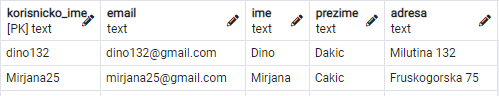 korisnicko_ime email ime prezime adresa
[PK] text text text text text
dino132 dino132@gmail.com Dino Dakic Milutina 132
Mirjana25 mirjana25@gmail.com Mirjana Cakic Fruskogorska 75